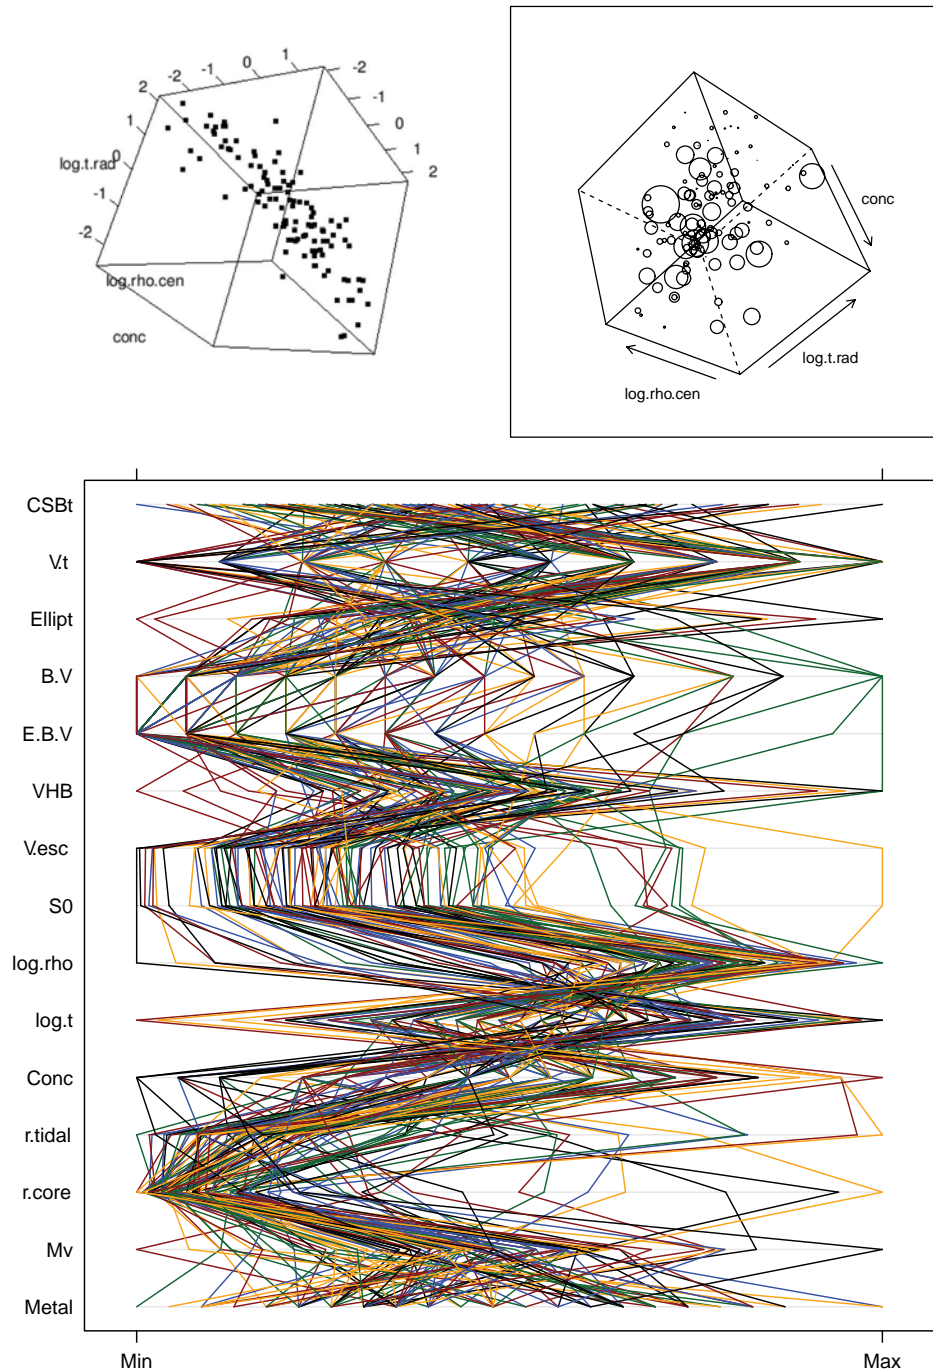 -2 -1 0 1
2 1 0 -1 -2
-2 -1 0 1 2
log.t.rad
log.rho.cen
conc
conc
log.t.rad
log.rho.cen
CSBt
V.t
Ellipt
B.V
E.B.V
VHB
V.esc
S0
log.rho
log.t
Conc
r.tidal
r.core
Mv
Metal
Min Max